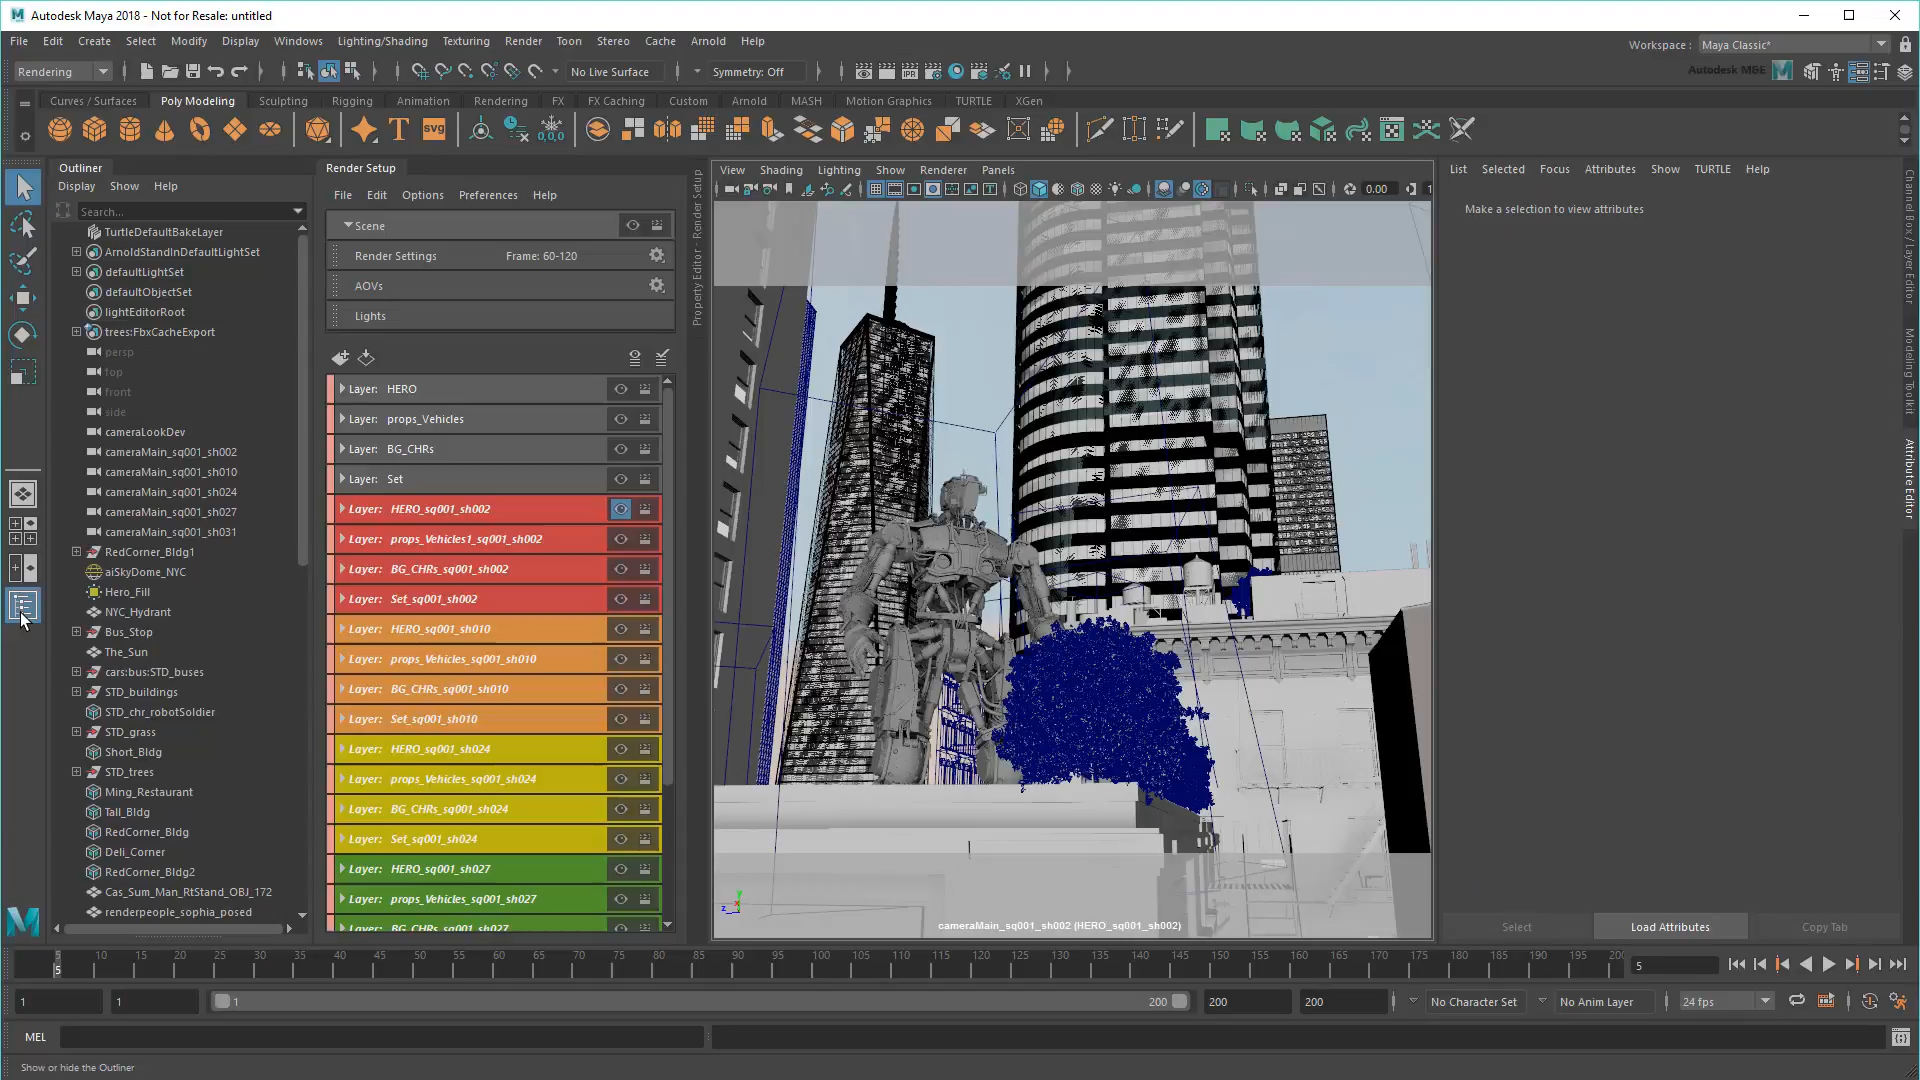 Autodesk Maya 2018 - Not for Resale: untitled
File Edit Create Select Modify Display Windows Lighting/Shading Texturing Render Toon Stereo Cache Arnold Help
Workspace : Maya Classic*
Rendering
No Live Surface
Symmetry: Off
Autodesk M&E
Curves / Surfaces Poly Modeling Sculpting Rigging Animation Rendering FX FX Caching Custom Arnold MASH Motion Graphics TURTLE XGen
svg
0,0,0
IPR
Outliner
Display Show Help
Search...
TurtleDefaultBakeLayer
ArnoldStandInDefaultLightSet
defaultLightSet
defaultObjectSet
lightEditorRoot
trees:FbxCacheExport
persp
top
front
side
cameraLookDev
cameraMain_sq001_sh002
cameraMain_sq001_sh010
cameraMain_sq001_sh024
cameraMain_sq001_sh027
cameraMain_sq001_sh031
RedCorner_Bldg1
aiSkyDome_NYC
Hero_Fill
NYC_Hydrant
Bus_Stop
The_Sun
cars:bus:STD_buses
STD_buildings
STD_chr_robotSoldier
STD_grass
Short_Bldg
STD_trees
Ming_Restaurant
Tall_Bldg
RedCorner_Bldg
Deli_Corner
RedCorner_Bldg2
Cas_Sum_Man_RtStand_OBJ_172
renderpeople_sophia_posed
Render Setup
File Edit Options Preferences Help
Scene
Render Settings Frame: 60-120
AOVs
Lights
Layer: HERO
Layer: props_Vehicles
Layer: BG_CHRs
Layer: Set
Layer: HERO_sq001_sh002
Layer: props_Vehicles1_sq001_sh002
Layer: BG_CHRs_sq001_sh002
Layer: Set_sq001_sh002
Layer: HERO_sq001_sh010
Layer: props_Vehicles_sq001_sh010
Layer: BG_CHRs_sq001_sh010
Layer: Set_sq001_sh010
Layer: HERO_sq001_sh024
Layer: props_Vehicles_sq001_sh024
Layer: BG_CHRs_sq001_sh024
Layer: Set_sq001_sh024
Layer: HERO_sq001_sh027
Layer: props_Vehicles_sq001_sh027
Layer: BG_CHRs_sq001_sh027
Property Editor - Render Setup
View Shading Lighting Show Renderer Panels
0.00 1
cameraMain_sq001_sh002 (HERO_sq001_sh002)
y
z
x
List Selected Focus Attributes Show TURTLE Help
Make a selection to view attributes
Select Load Attributes Copy Tab
Channel Box / Layer Editor
Modeling Toolkit
Attribute Editor
5 10 15 20 25 30 35 40 45 50 55 60 65 70 75 80 85 90 95 100 105 110 115 120 125 130 135 140 145 150 155 160 165 170 175 180 185 190 195 200
5
5
1 1 1 200 200 200
No Character Set
No Anim Layer
24 fps
MEL
Show or hide the Outliner